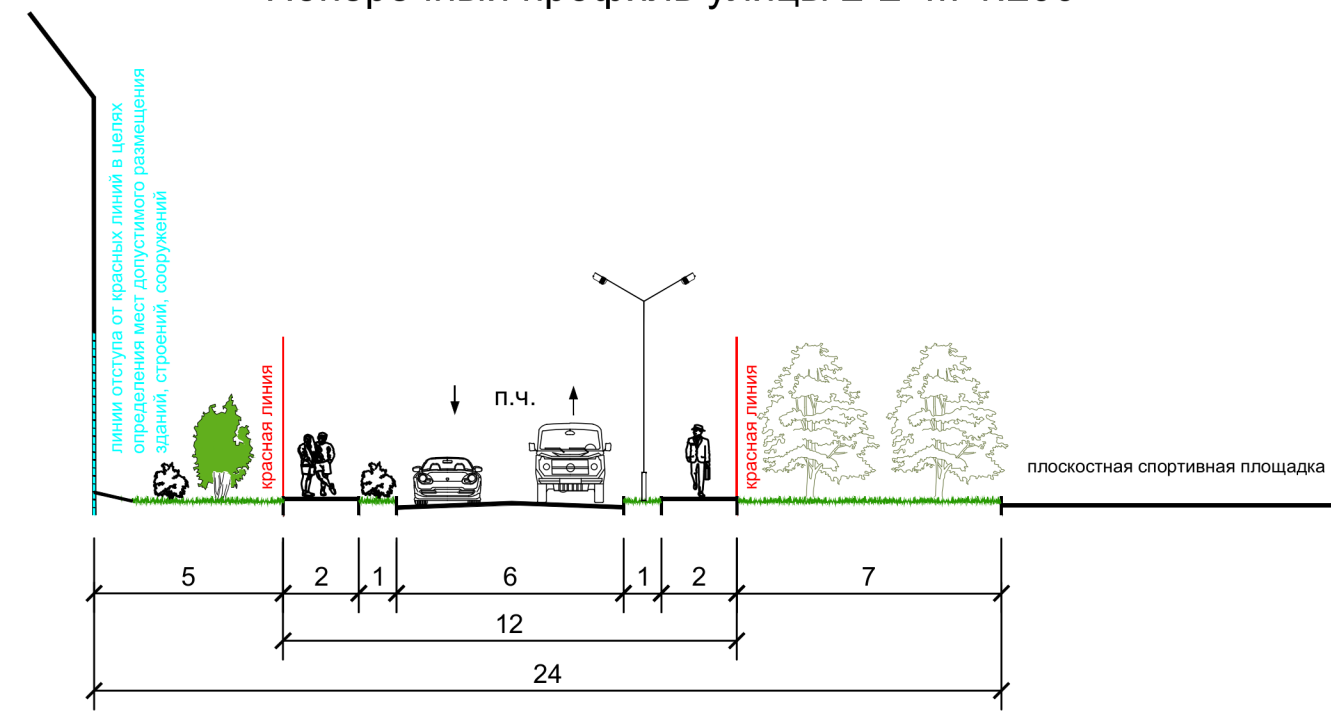 линии отступа от красных линий в целях
определения мест допустимого размещения
зданий, строений, сооружений
красная линия
п.ч.
красная линия
плоскостная спортивная площадка
5 2 1 6 1 2 7
12
24